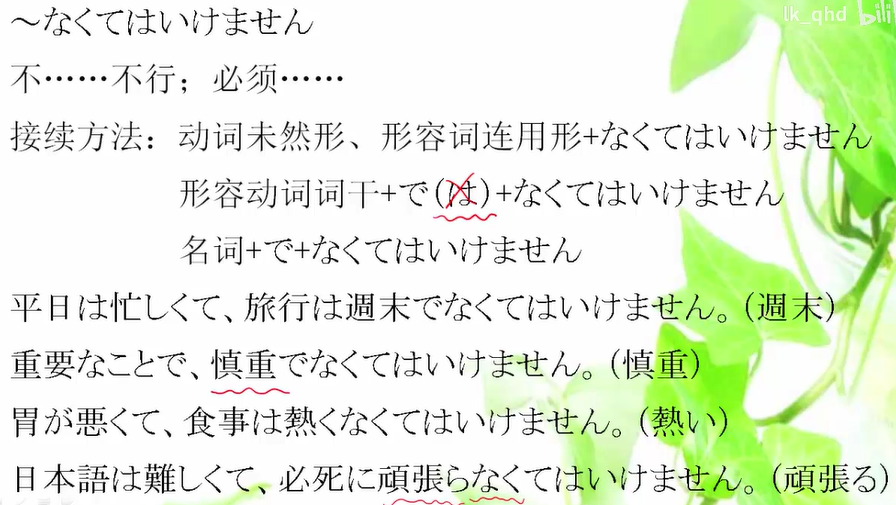 ～なくてはいけません
不……不行；必须……
接续方法：动词未然形、形容词连用形+なくてはいけません
形容动词词干+で(は)+なくてはいけません
名词+で+なくてはいけません
平日は忙しくて、旅行は週末でなくてはいけません。(週末)
重要なことで、慎重でなくてはいけません。(慎重)
胃が悪くて、食事は熱くなくてはいけません。(熱い)
日本語は難しくて、必死に頑張らなくてはいけません。(頑張る)
lk_qhd bili